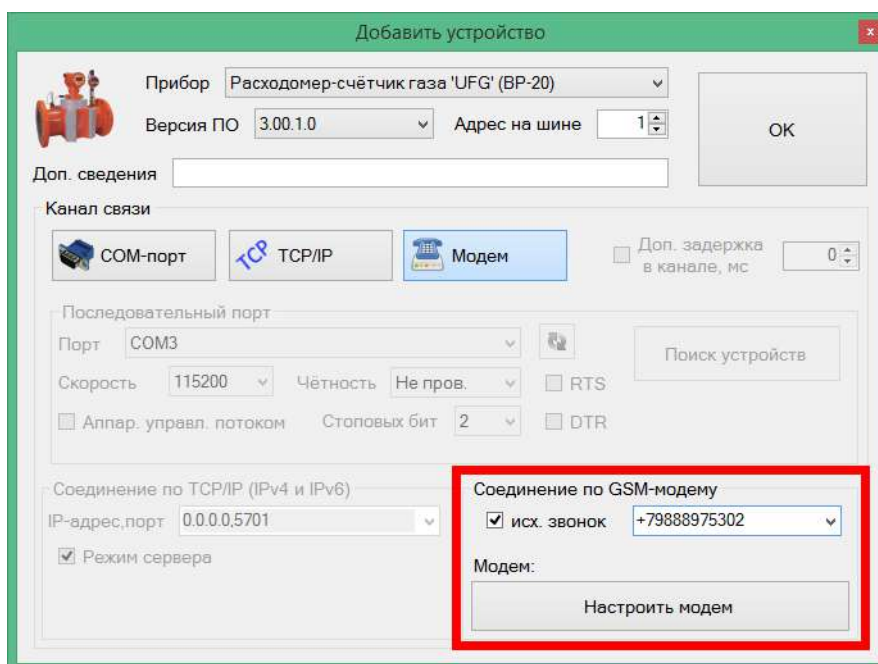 Добавить устройство
x
Прибор Расходомер-счётчик газа 'UFG' (ВР-20)
Версия ПО 3.00.1.0 Адрес на шине 1
OK
Доп. сведения
Канал связи
COM-порт TCP TCP/IP Модем Доп. задержка
в канале, мс 0
Последовательный порт
Порт COM3
Поиск устройств
Скорость 115200 Чётность Не пров. RTS
Аппар. управл. потоком Стоповых бит 2 DTR
Соединение по TCP/IP (IPv4 и IPv6)
IP-адрес,порт 0.0.0.0,5701
Режим сервера
Соединение по GSM-модему
исх. звонок +79888975302
Модем:
Настроить модем